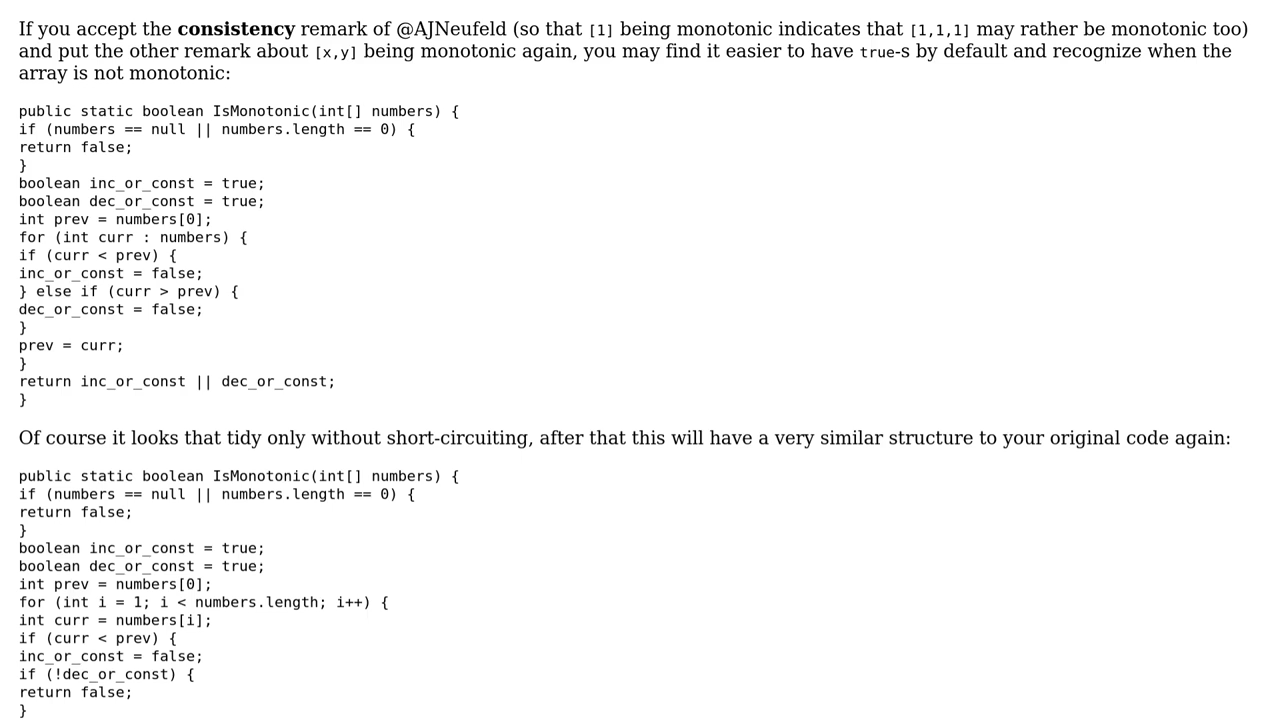 If you accept the consistency remark of @AJNeufeld (so that [1] being monotonic indicates that [1,1,1] may rather be monotonic too)
and put the other remark about [x,y] being monotonic again, you may find it easier to have true-s by default and recognize when the
array is not monotonic:
public static boolean IsMonotonic(int[] numbers) {
if (numbers == null || numbers.length == 0) {
return false;
}
boolean inc_or_const = true;
boolean dec_or_const = true;
int prev = numbers[0];
for (int curr : numbers) {
if (curr < prev) {
inc_or_const = false;
} else if (curr > prev) {
dec_or_const = false;
}
prev = curr;
}
return inc_or_const || dec_or_const;
}
Of course it looks that tidy only without short-circuiting, after that this will have a very similar structure to your original code again:
public static boolean IsMonotonic(int[] numbers) {
if (numbers == null || numbers.length == 0) {
return false;
}
boolean inc_or_const = true;
boolean dec_or_const = true;
int prev = numbers[0];
for (int i = 1; i < numbers.length; i++) {
int curr = numbers[i];
if (curr < prev) {
inc_or_const = false;
if (!dec_or_const) {
return false;
}